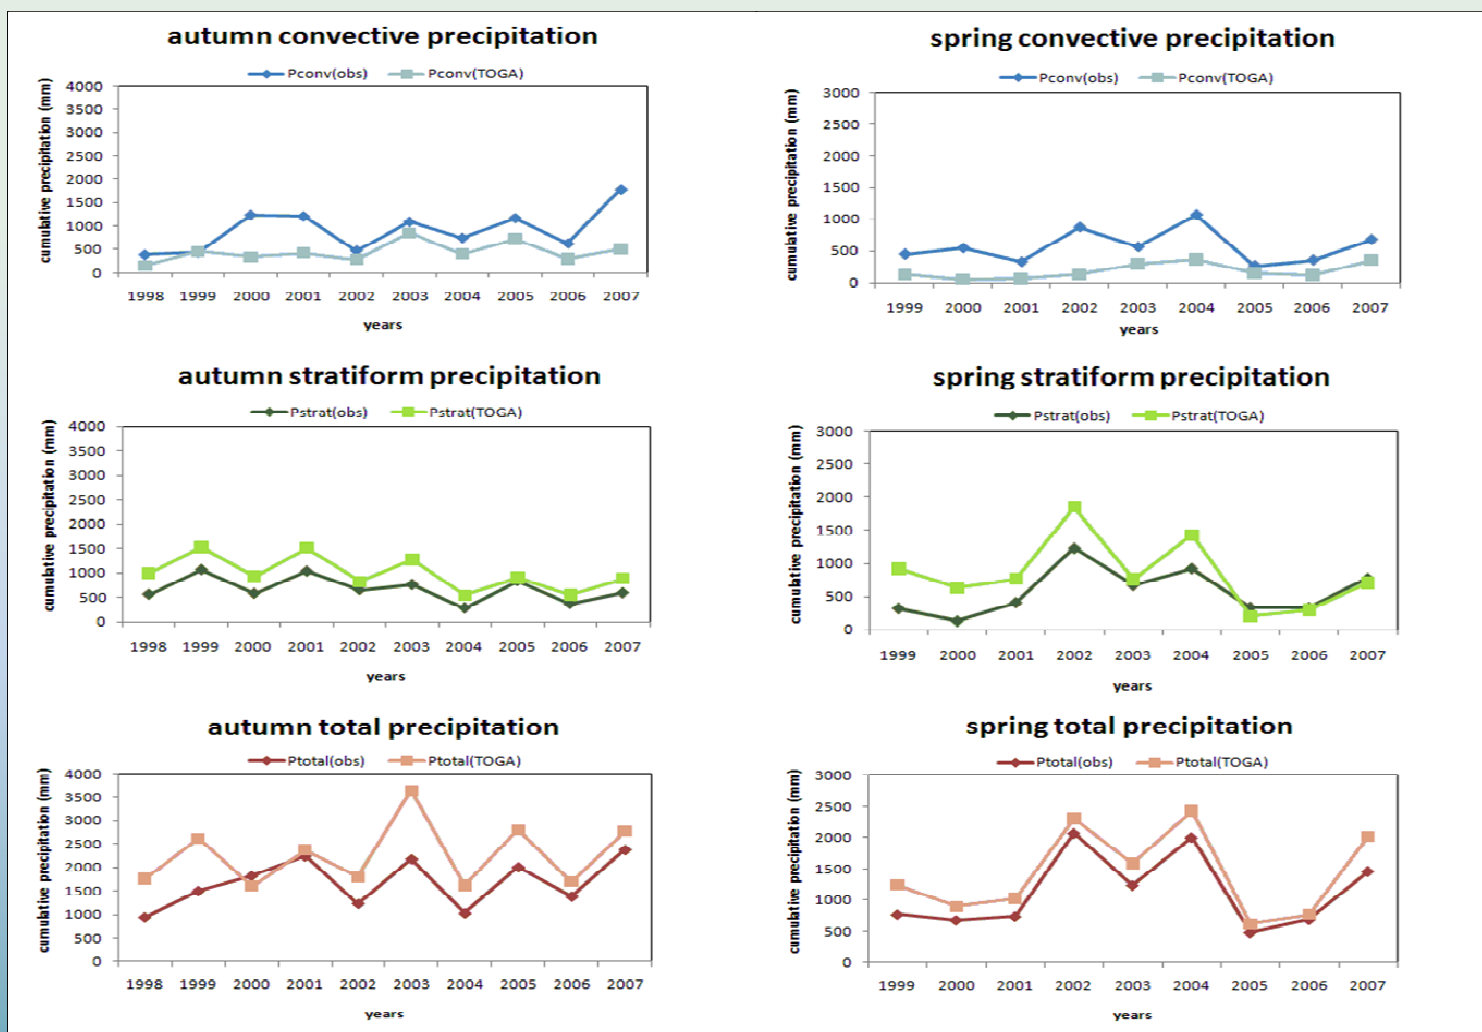 autumn convective precipitation
Pconv(obs) Pconv(TOGA)
cumulative precipitation (mm)
4000
3500
3000
2500
2000
1500
1000
500
0
1998 1999 2000 2001 2002 2003 2004 2005 2006 2007
years
spring convective precipitation
Pconv(obs) Pconv(TOGA)
cumulative precipitation (mm)
3000
2500
2000
1500
1000
500
0
1999 2000 2001 2002 2003 2004 2005 2006 2007
years
autumn stratiform precipitation
Pstrat(obs) Pstrat(TOGA)
cumulative precipitation (mm)
4000
3500
3000
2500
2000
1500
1000
500
0
1998 1999 2000 2001 2002 2003 2004 2005 2006 2007
years
spring stratiform precipitation
Pstrat(obs) Pstrat(TOGA)
cumulative precipitation (mm)
3000
2500
2000
1500
1000
500
0
1999 2000 2001 2002 2003 2004 2005 2006 2007
years
autumn total precipitation
Ptotal(obs) Ptotal(TOGA)
cumulative precipitation (mm)
4000
3500
3000
2500
2000
1500
1000
500
0
1998 1999 2000 2001 2002 2003 2004 2005 2006 2007
years
spring total precipitation
Ptotal(obs) Ptotal(TOGA)
cumulative precipitation (mm)
3000
2500
2000
1500
1000
500
0
1999 2000 2001 2002 2003 2004 2005 2006 2007
years